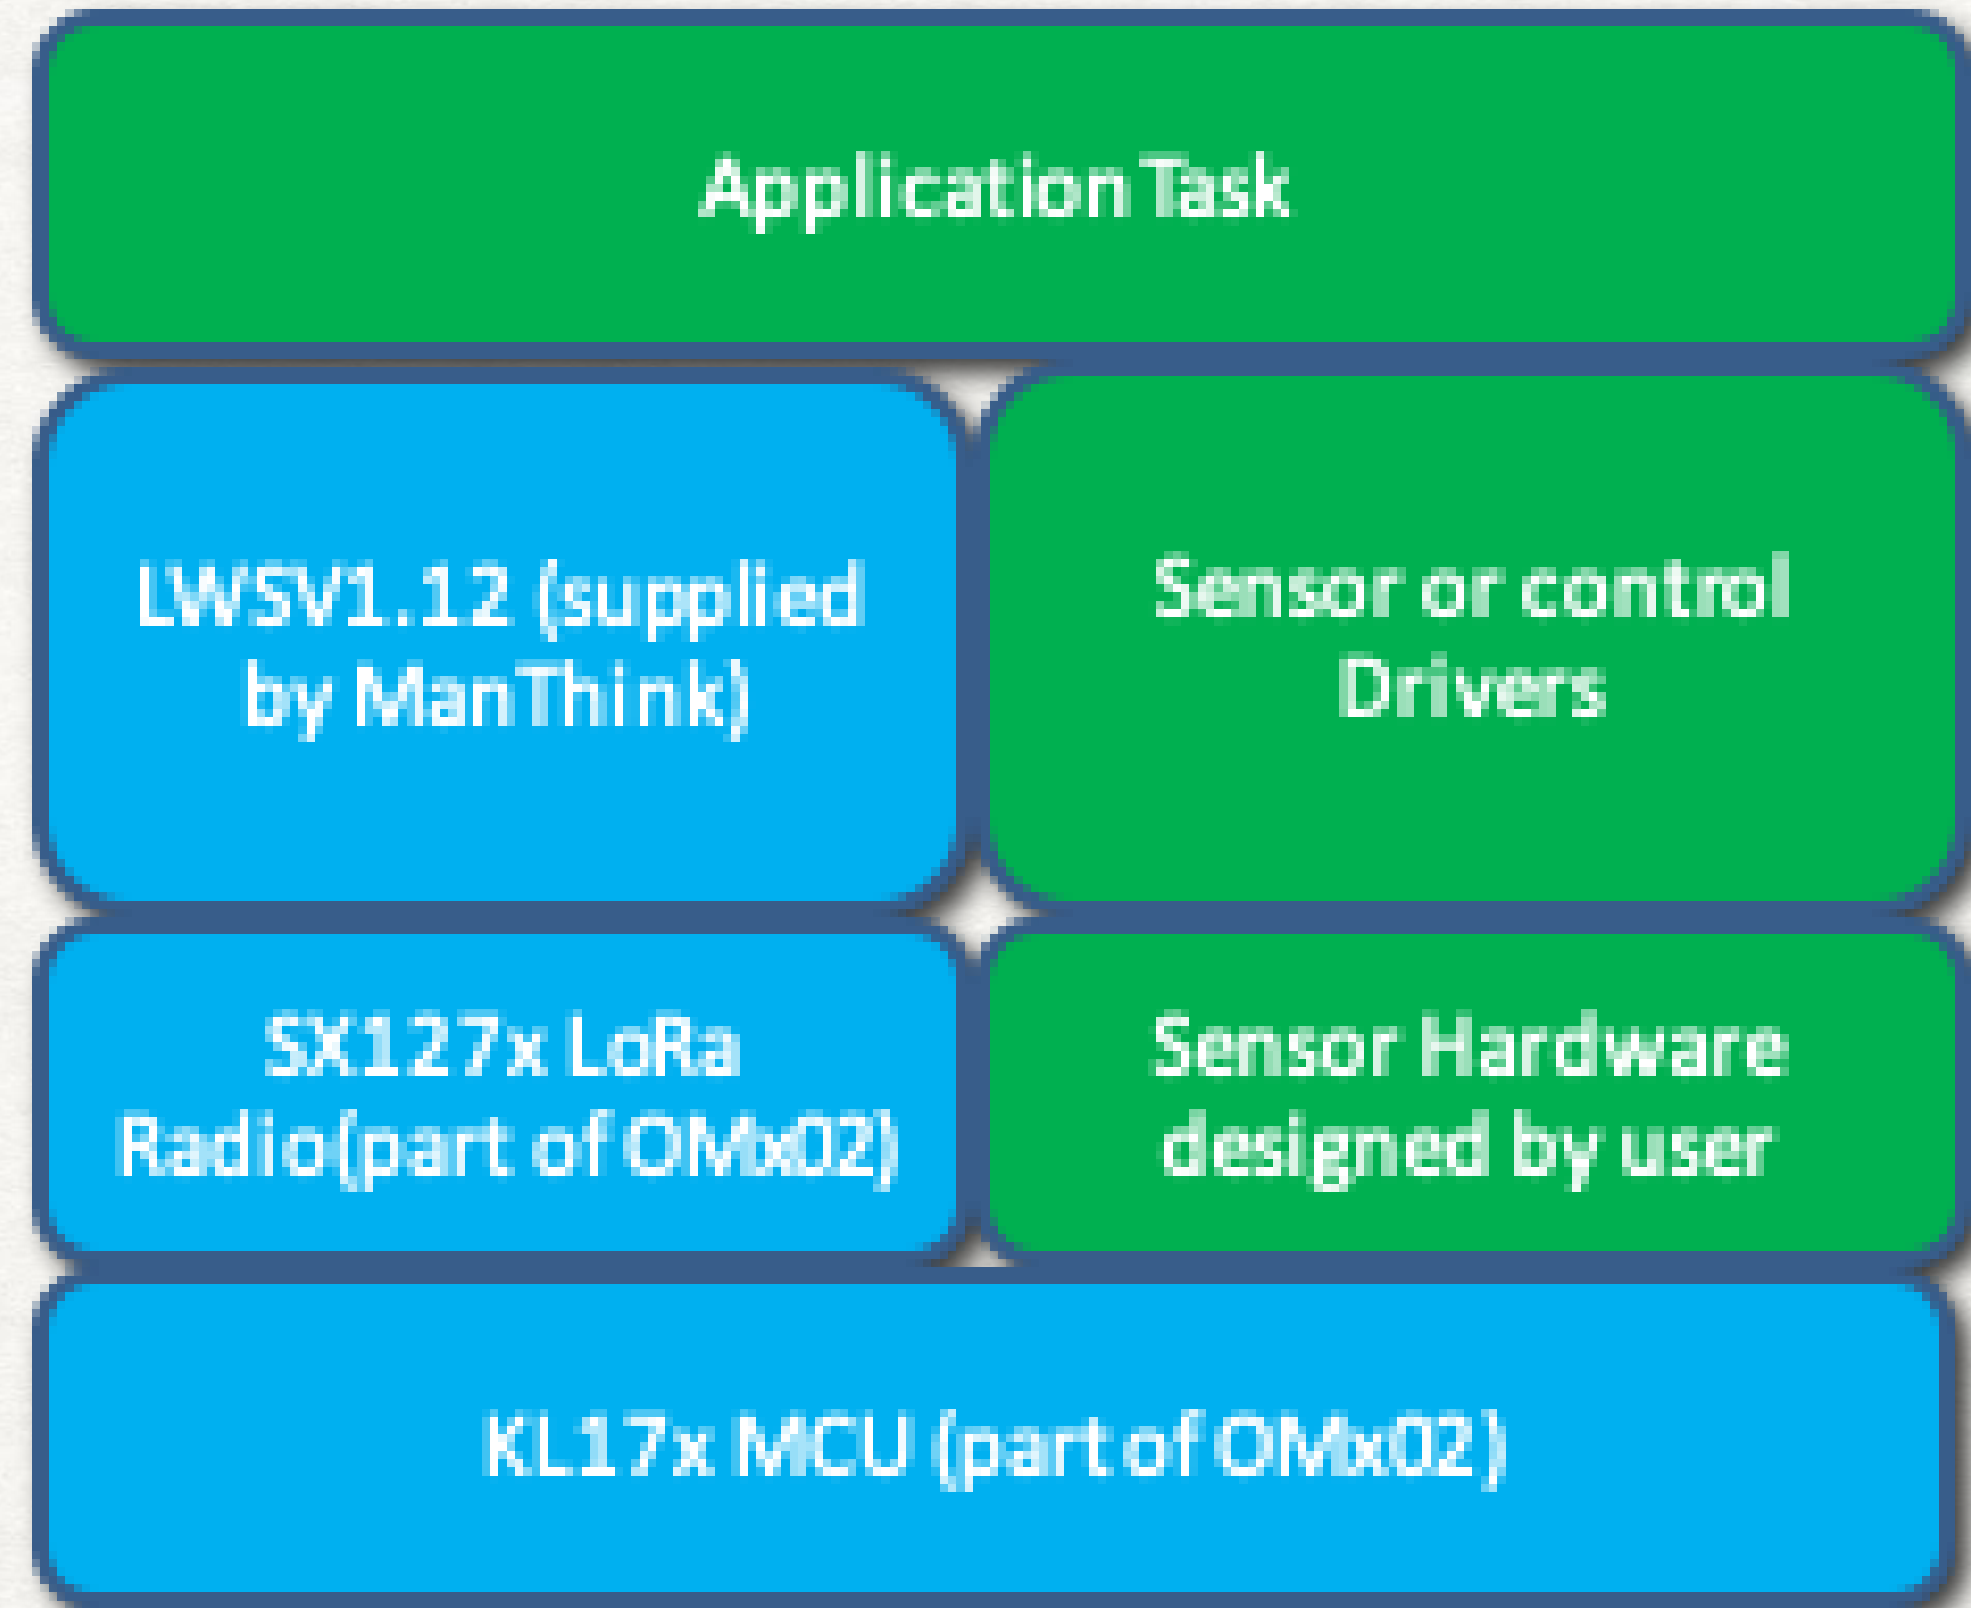 Application Task
LWSV1.12 (supplied
by ManThink)
Sensor or control
Drivers
SX127x LoRa
Radio(part of OMx02)
Sensor Hardware
designed by user
KL17x MCU (part of OMx02)